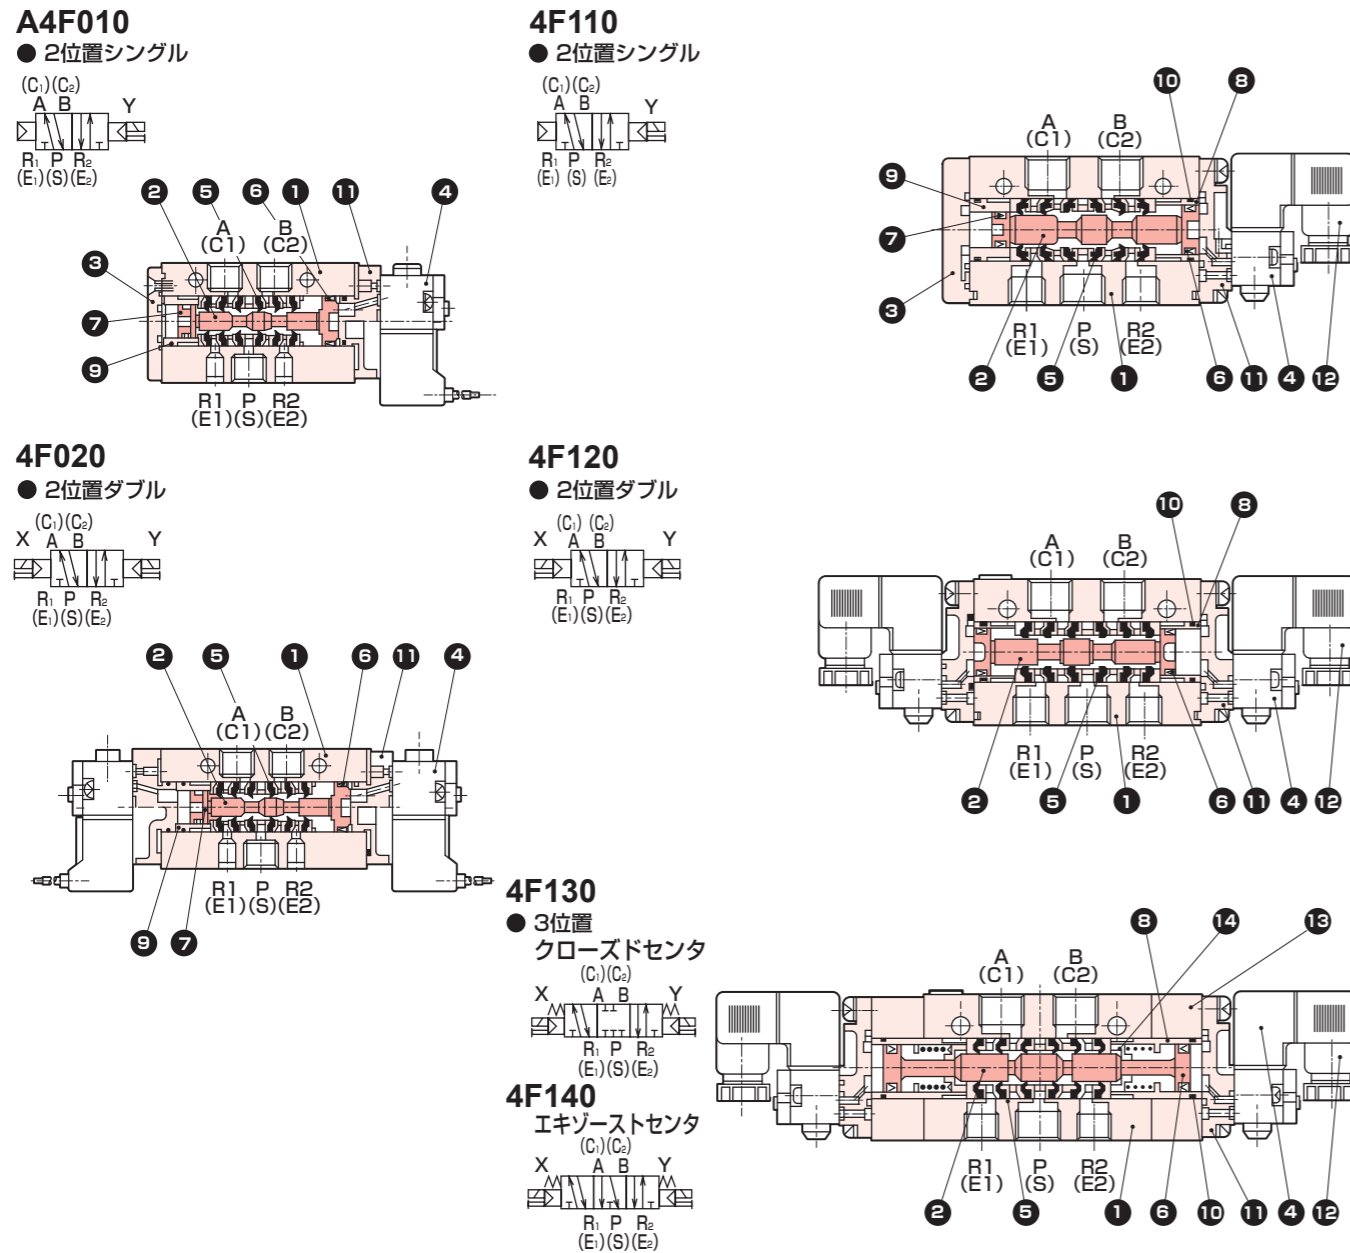 A4F010
● 2位置シングル
(C1)(C2)
A B Y
R1 P R2
(E1)(S)(E2)
2 5 6 1 11 4
A B
(C1) (C2)
3
7
9
R1 P R2
(E1)(S)(E2)
4F110
● 2位置シングル
(C1)(C2)
A B Y
R1 P R2
(E1) (S) (E2)
10 8
A B
(C1) (C2)
9
7
3
R1 P R2
(E1) (S) (E2)
2 5 1 6 11 4 12
4F020
● 2位置ダブル
(C1)(C2)
X A B Y
R1 P R2
(E1)(S)(E2)
2 5 1 6 11 4
A B
(C1) (C2)
R1 P R2
(E1)(S)(E2)
9 7
4F120
● 2位置ダブル
(C1) (C2)
X A B Y
R1 P R2
(E1)(S)(E2)
10 8
A B
(C1) (C2)
R1 P R2
(E1) (S) (E2)
2 5 1 6 11 4 12
4F130
● 3位置
クローズドセンタ
(C1)(C2)
X A B Y
R1 P R2
(E1)(S)(E2)
4F140
エキゾーストセンタ
(C1)(C2)
X A B Y
R1 P R2
(E1)(S)(E2)
8 14 13
A B
(C1) (C2)
R1 P R2
(E1) (S) (E2)
2 5 1 6 10 11 4 12